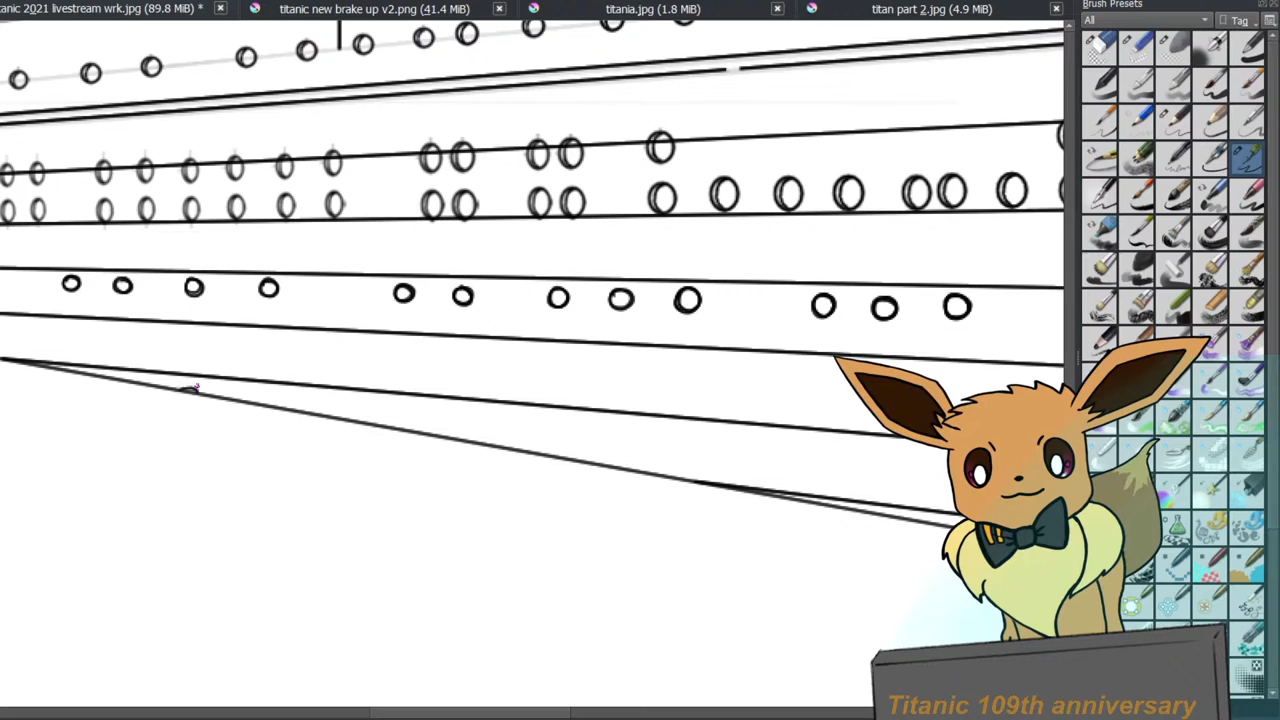 tanic 2021 livestream wrk.jpg (89.8 MiB) *
titanic new brake up v2.png (41.4 MiB)
titania.jpg (1.8 MiB)
titan part 2.jpg (4.9 MiB)
Brush Presets
All
Tag
Titanic 109th anniversary